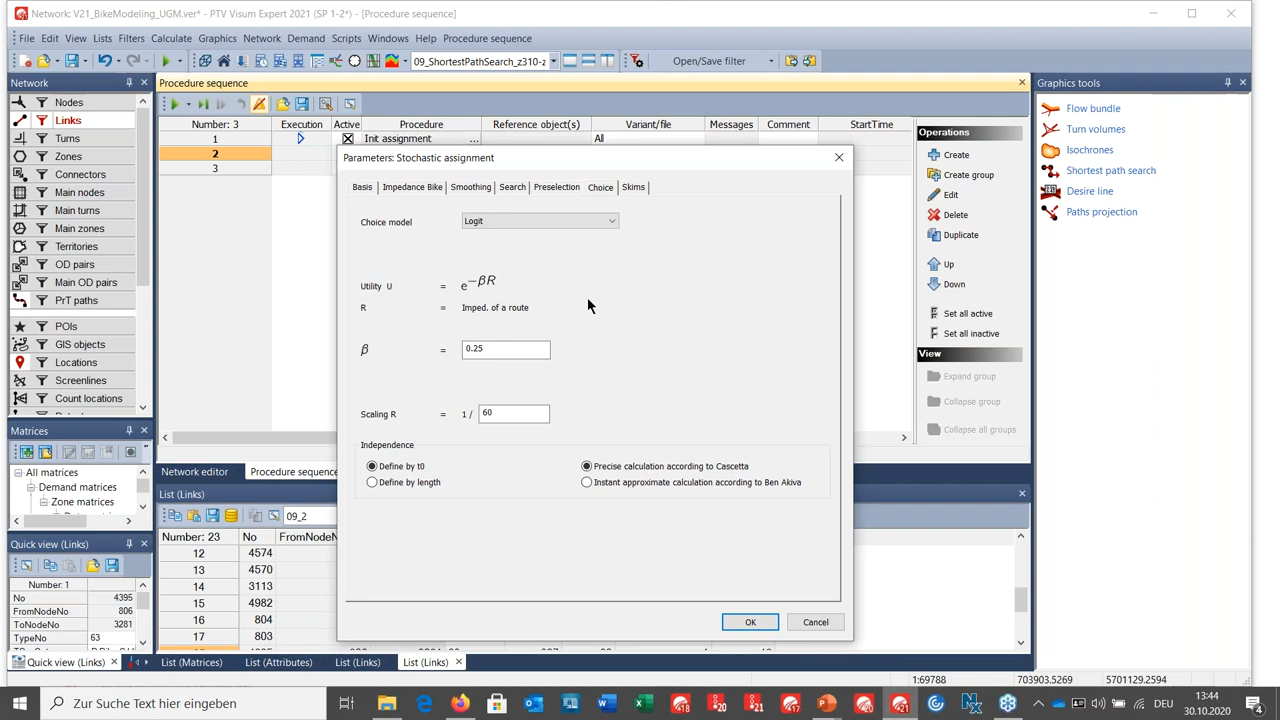 Network: V21_BikeModeling_UGM.ver* - PTV Visum Expert 2021 (SP 1-2*) - [Procedure sequence]
File Edit View Lists Filters Calculate Graphics Network Demand Scripts Windows Help Procedure sequence
09_ShortestPathSearch_z310-z
Open/Save filter
Network
Nodes
Links
Turns
Zones
Connectors
Main nodes
Main turns
Main zones
Territories
OD pairs
Main OD pairs
PrT paths
POIs
GIS objects
Locations
Screenlines
Count locations
Matrices
All matrices
Demand matrices
Zone matrices
Quick view (Links)
Number: 1
No 4395
FromNodeNo 806
ToNodeNo 3281
TypeNo 63
Quick view (Links)
Procedure sequence
Number: 3 Execution Active Procedure Reference object(s) Variant/file Messages Comment StartTime
1 Init assignment ... All
2
3
Parameters: Stochastic assignment
Basis Impedance Bike Smoothing Search Preselection Choice Skims
Choice model Logit
Utility U = e^−βR
R = Imped. of a route
β = 0.25
Scaling R = 1 / 60
Independence
Define by t0 Precise calculation according to Cascetta
Define by length Instant approximate calculation according to Ben Akiva
OK Cancel
Operations
Create
Create group
Edit
Delete
Duplicate
Up
Down
Set all active
Set all inactive
View
Expand group
Collapse group
Collapse all groups
Graphics tools
Flow bundle
Turn volumes
Isochrones
Shortest path search
Desire line
Paths projection
Network editor Procedure sequence
List (Links)
09_2
Number: 23 No FromNodeN
12 4574
13 4570
14 3113
15 4982
16 804
17 803
List (Matrices) List (Attributes) List (Links) List (Links)
1:69788 703903.5269 5701129.2594
Zur Suche Text hier eingeben
DEU
13:44
30.10.2020